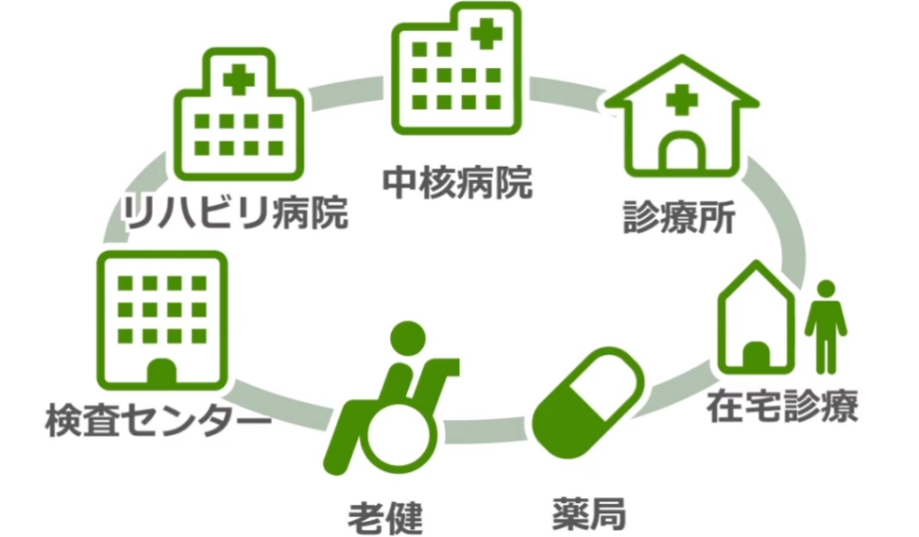 中核病院
リハビリ病院
診療所
検査センター
在宅診療
老健
薬局